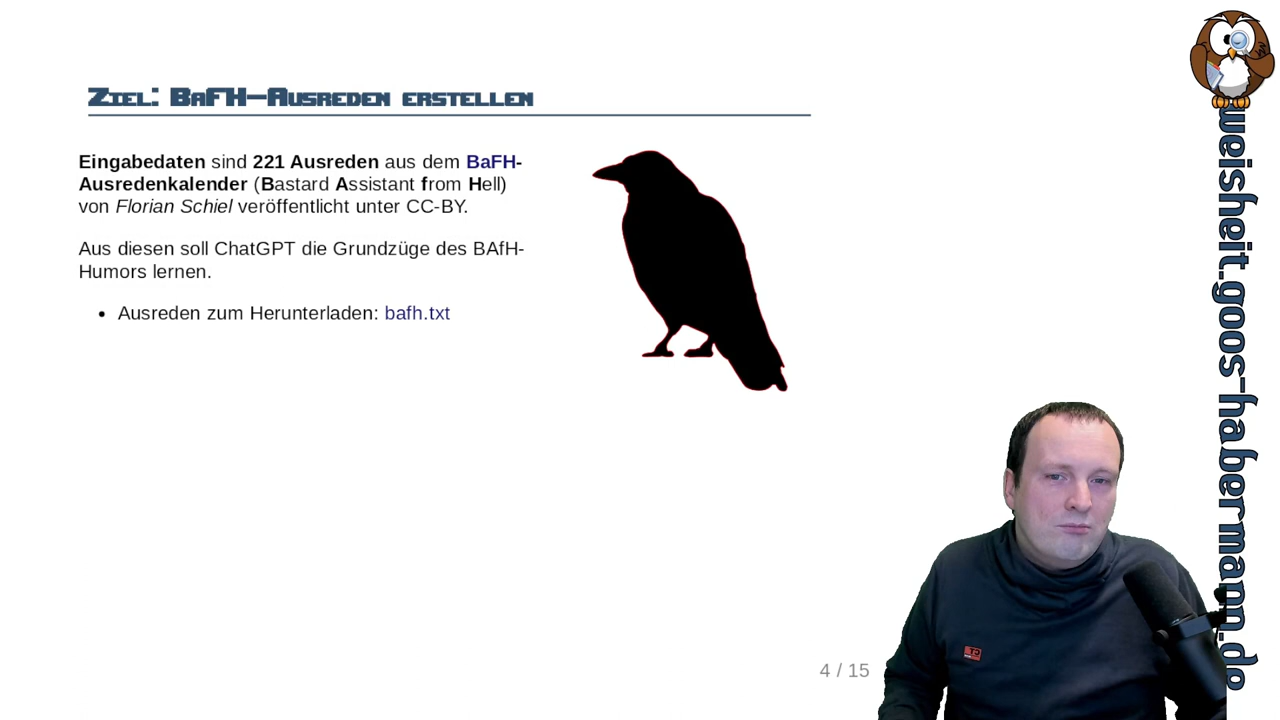 Ziel: BaFH-Ausreden erstellen
Eingabedaten sind 221 Ausreden aus dem BaFH-
Ausredenkalender (Bastard Assistant from Hell)
von Florian Schiel veröffentlicht unter CC-BY.
Aus diesen soll ChatGPT die Grundzüge des BAfH-
Humors lernen.
• Ausreden zum Herunterladen: bafh.txt
4 / 15
weisheit.goos-habermann.de